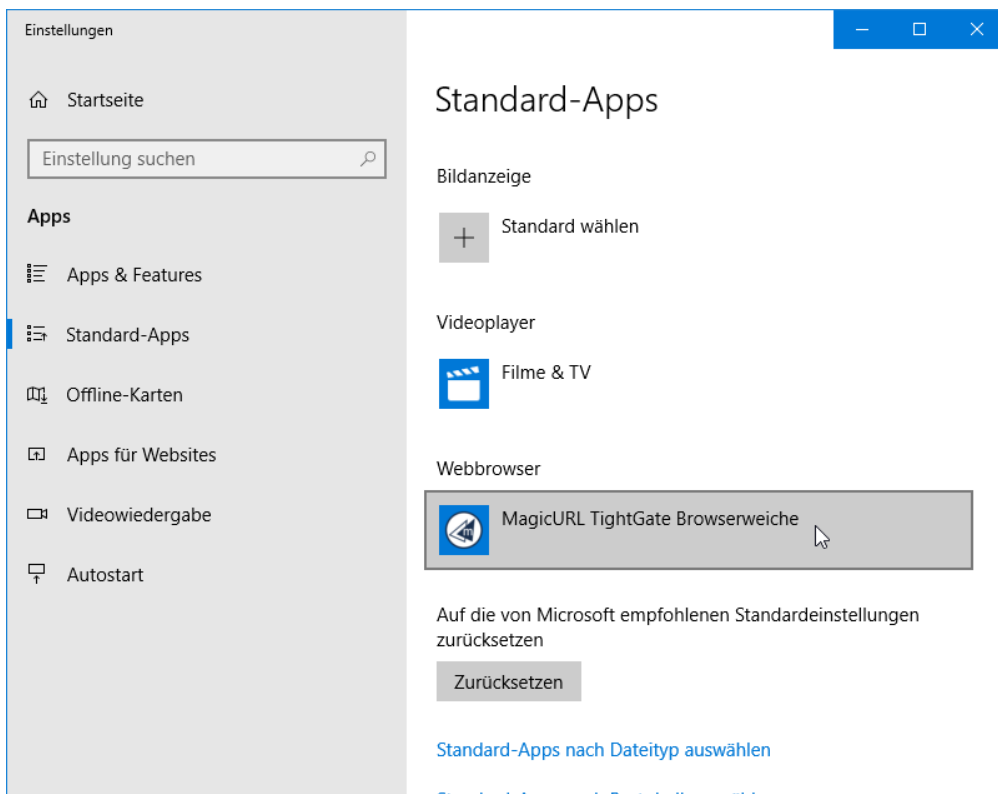 Einstellungen
Startseite
Einstellung suchen
Apps
Apps & Features
Standard-Apps
Offline-Karten
Apps für Websites
Videowiedergabe
Autostart
Standard-Apps
Bildanzeige
Standard wählen
Videoplayer
Filme & TV
Webbrowser
m
MagicURL TightGate Browserweiche
Auf die von Microsoft empfohlenen Standardeinstellungen
zurücksetzen
Zurücksetzen
Standard-Apps nach Dateityp auswählen